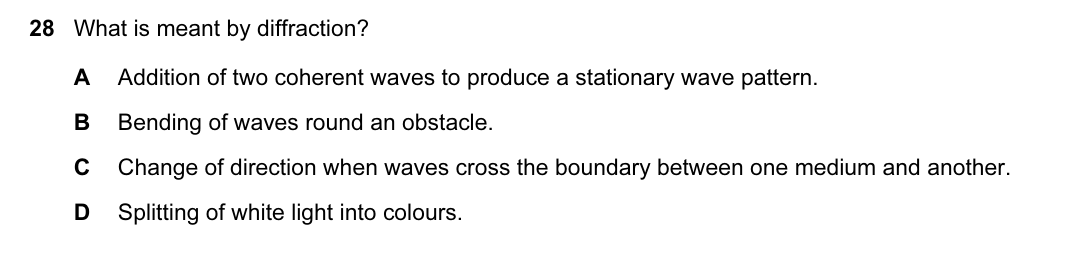 28 What is meant by diffraction?
A Addition of two coherent waves to produce a stationary wave pattern.
B Bending of waves round an obstacle.
C Change of direction when waves cross the boundary between one medium and another.
D Splitting of white light into colours.